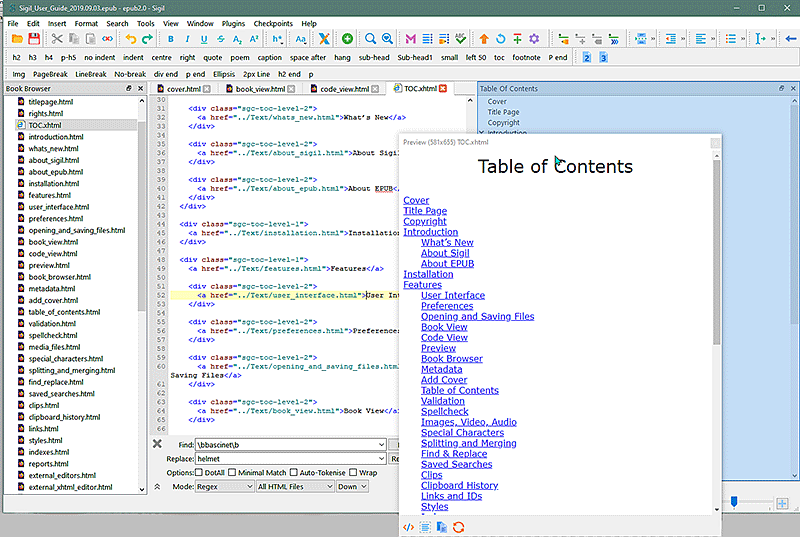 Sigil_User_Guide_2019.09.03.epub - epub2.0 - Sigil
File Edit Insert Format Search Tools View Window Plugins Checkpoints Help
h2 h3 h4 p-h5 no indent indent centre right quote poem caption space after hang sub-head Sub-head1 small left 50 toc footnote P end 2 3
Img PageBreak LineBreak No-break div end p end Ellipsis 2px Line h2 end p
Book Browser
titlepage.html
rights.html
TOC.xhtml
introduction.html
whats_new.html
about_sigil.html
about_epub.html
installation.html
features.html
user_interface.html
preferences.html
opening_and_saving_files.html
book_view.html
code_view.html
preview.html
book_browser.html
metadata.html
add_cover.html
table_of_contents.html
validation.html
spellcheck.html
media_files.html
special_characters.html
splitting_and_merging.html
find_replace.html
saved_searches.html
clips.html
clipboard_history.html
links.html
styles.html
indexes.html
reports.html
external_editors.html
external_xhtml_editor.html
cover.html book_view.html code_view.html TOC.xhtml
30
31 <div class="sgc-toc-level-2">
32 <a href="../Text/whats_new.html">What's New</a>
33 </div>
34
35 <div class="sgc-toc-level-2">
36 <a href="../Text/about_sigil.html">About Sigil
37 </div>
38
39 <div class="sgc-toc-level-2">
40 <a href="../Text/about_epub.html">About EPUB</a>
41 </div>
42 </div>
43
44 <div class="sgc-toc-level-1">
45 <a href="../Text/installation.html">Installation
46 </div>
47
48 <div class="sgc-toc-level-1">
49 <a href="../Text/features.html">Features</a>
50
51 <div class="sgc-toc-level-2">
52 <a href="../Text/user_interface.html">User Int
53 </div>
54
55 <div class="sgc-toc-level-2">
56 <a href="../Text/preferences.html">Preferences
57 </div>
58
59 <div class="sgc-toc-level-2">
60 <a href="../Text/opening_and_saving_files.html
Saving Files</a>
61 </div>
62
63 <div class="sgc-toc-level-2">
64 <a href="../Text/book_view.html">Book View</a>
65 </div>
66
Find: \bbascinet\b
Replace: helmet Re
Options: DotAll Minimal Match Auto-Tokenise Wrap
Mode: Regex All HTML Files Down
Table Of Contents
Cover
Title Page
Copyright
Introduction
Preview (581x655) TOC.xhtml
Table of Contents
Cover
Title Page
Copyright
Introduction
What's New
About Sigil
About EPUB
Installation
Features
User Interface
Preferences
Opening and Saving Files
Book View
Code View
Preview
Book Browser
Metadata
Add Cover
Table of Contents
Validation
Spellcheck
Images, Video, Audio
Special Characters
Splitting and Merging
Find & Replace
Saved Searches
Clips
Clipboard History
Links and IDs
Styles